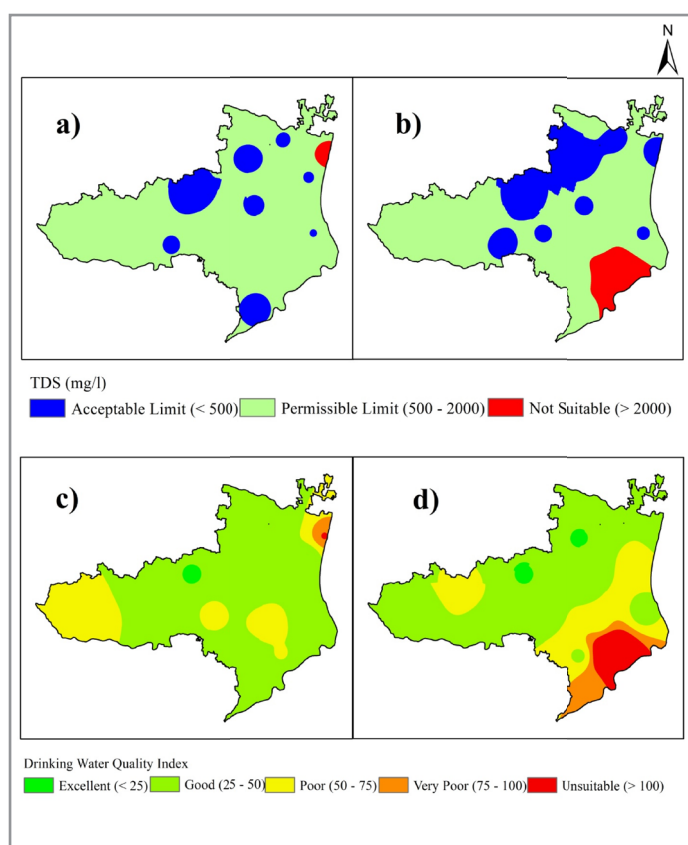 N
a)
b)
TDS (mg/l)
Acceptable Limit (< 500) Permissible Limit (500 - 2000) Not Suitable (> 2000)
c)
d)
Drinking Water Quality Index
Excellent (< 25) Good (25 - 50) Poor (50 - 75) Very Poor (75 - 100) Unsuitable (> 100)